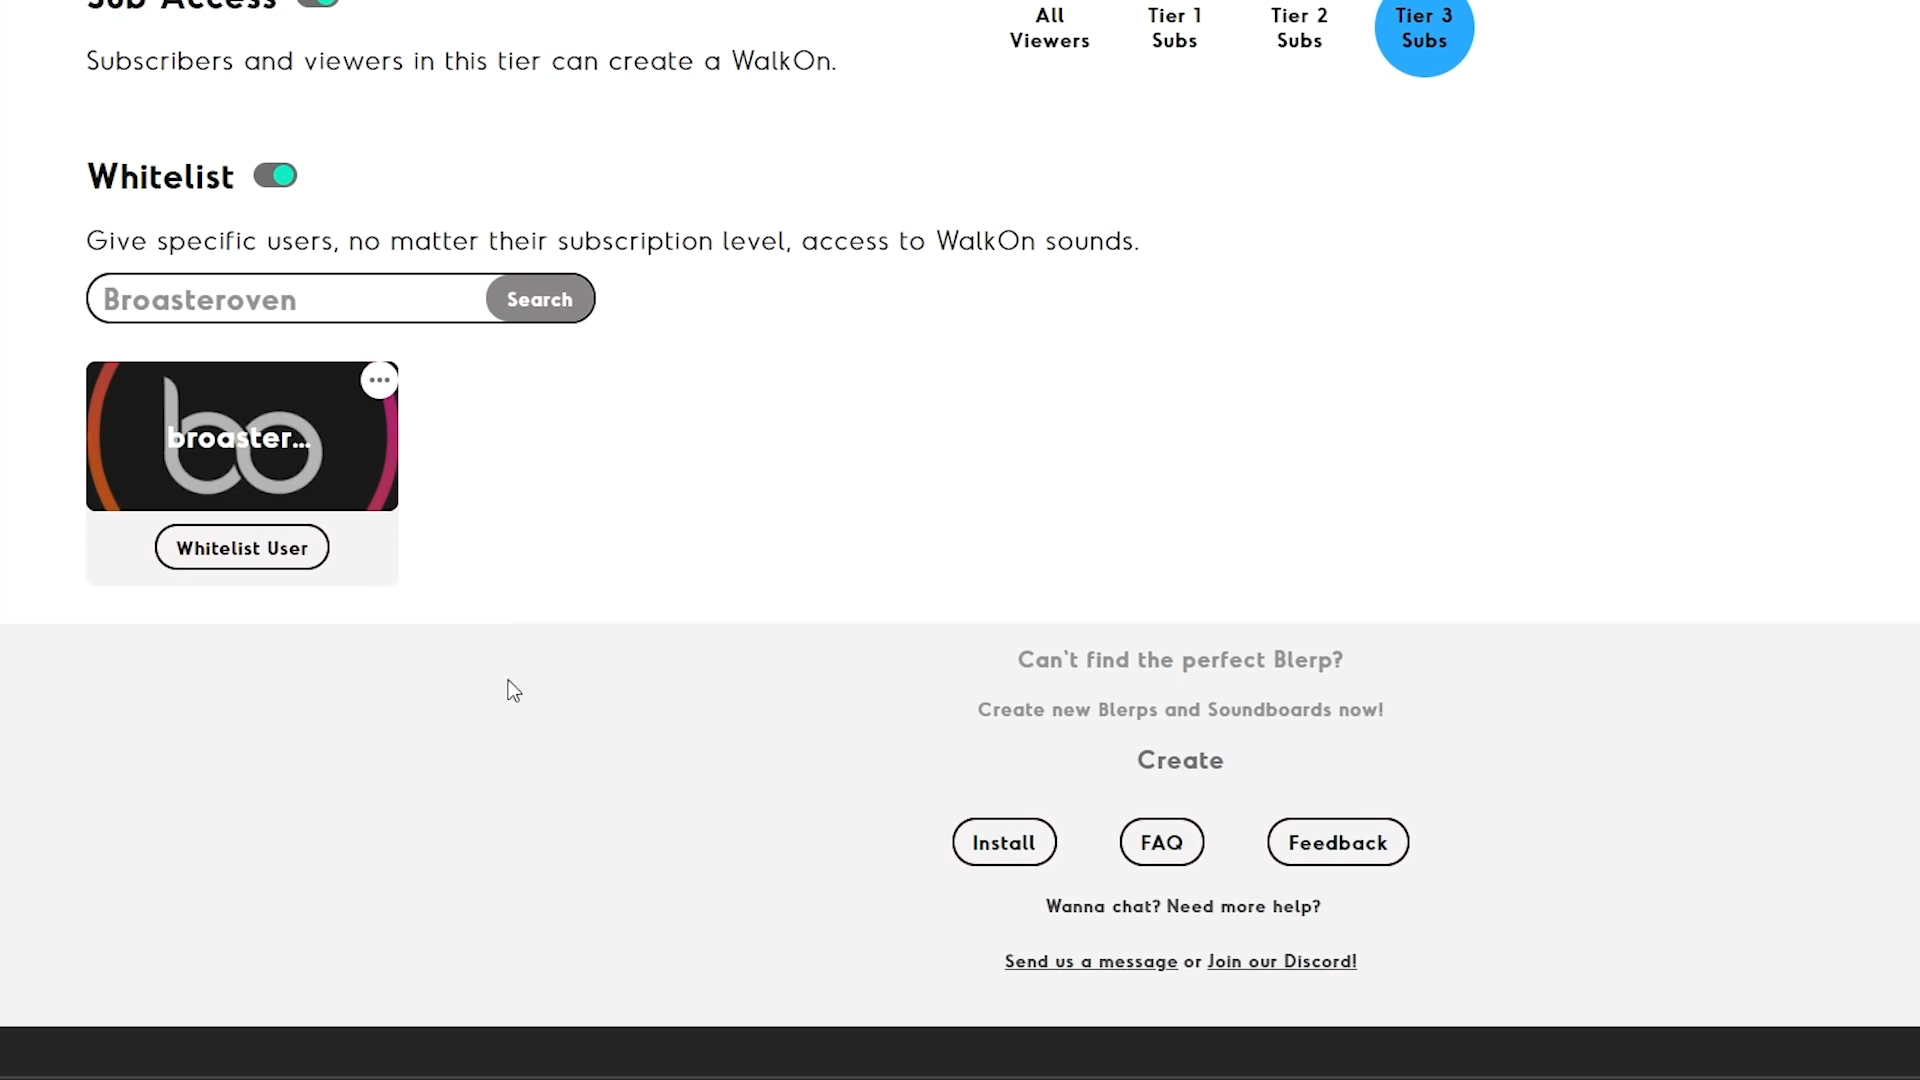 Sub Access
All Viewers
Tier 1 Subs
Tier 2 Subs
Tier 3 Subs
Subscribers and viewers in this tier can create a WalkOn.
Whitelist
Give specific users, no matter their subscription level, access to WalkOn sounds.
Broasteroven
Search
bo
broaster...
Whitelist User
Can't find the perfect Blerp?
Create new Blerps and Soundboards now!
Create
Install
FAQ
Feedback
Wanna chat? Need more help?
Send us a message or Join our Discord!